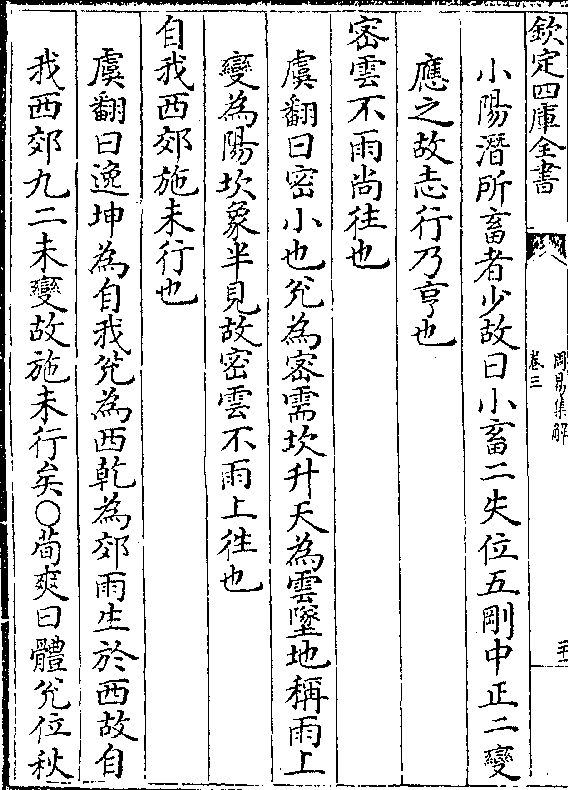 欽定四庫全書
周易集解
卷三
小陽潛所畜者少故曰小畜二失位五剛中正二變
應之故志行乃亨也
密雲不雨尚往也
虞翻曰密小也兊為密需坎升天為雲墜地稱雨上
變為陽坎象半見故密雲不雨上徃也
自我西郊施未行也
虞翻曰逸坤為自我兊為西乾為郊雨生於西故自
我西郊九二未變故施未行矣○荀爽曰體兊位秋